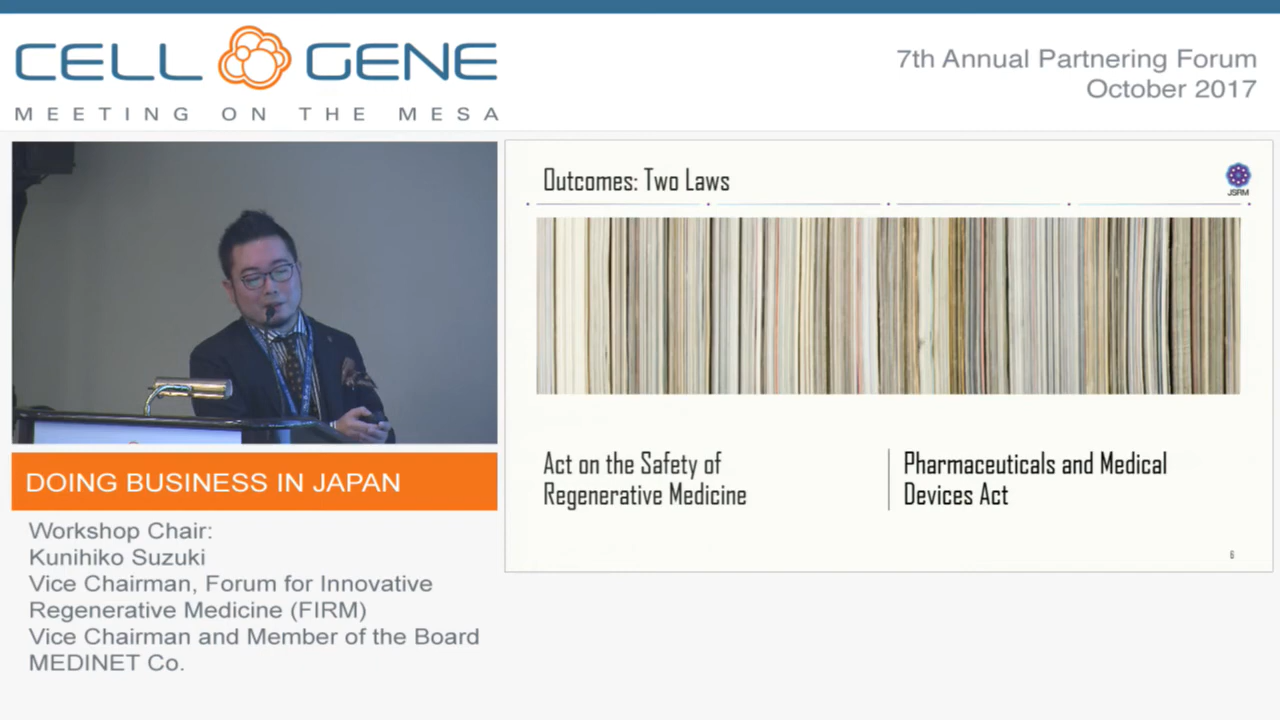 CELL GENE
MEETING ON THE MESA
7th Annual Partnering Forum
October 2017
Outcomes: Two Laws
JSRM
Act on the Safety of
Regenerative Medicine
Pharmaceuticals and Medical
Devices Act
6
DOING BUSINESS IN JAPAN
Workshop Chair:
Kunihiko Suzuki
Vice Chairman, Forum for Innovative
Regenerative Medicine (FIRM)
Vice Chairman and Member of the Board
MEDINET Co.